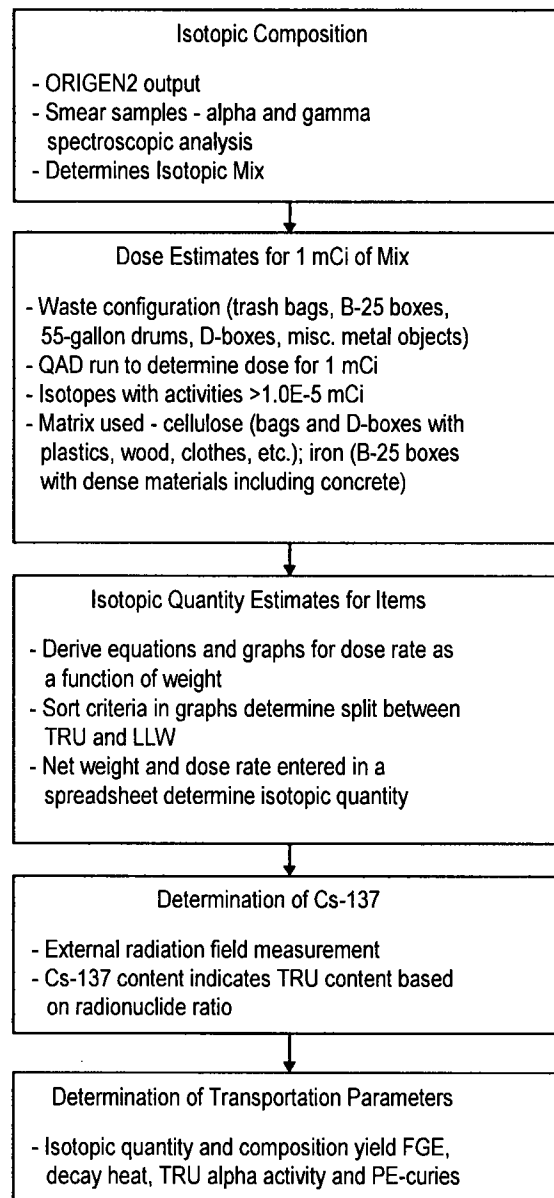 Isotopic Composition
- ORIGEN2 output
- Smear samples - alpha and gamma
spectroscopic analysis
- Determines Isotopic Mix
Dose Estimates for 1 mCi of Mix
- Waste configuration (trash bags, B-25 boxes,
55-gallon drums, D-boxes, misc. metal objects)
- QAD run to determine dose for 1 mCi
- Isotopes with activities >1.0E-5 mCi
- Matrix used - cellulose (bags and D-boxes with
plastics, wood, clothes, etc.); iron (B-25 boxes
with dense materials including concrete)
Isotopic Quantity Estimates for Items
- Derive equations and graphs for dose rate as
a function of weight
- Sort criteria in graphs determine split between
TRU and LLW
- Net weight and dose rate entered in a
spreadsheet determine isotopic quantity
Determination of Cs-137
- External radiation field measurement
- Cs-137 content indicates TRU content based
on radionuclide ratio
Determination of Transportation Parameters
- Isotopic quantity and composition yield FGE,
decay heat, TRU alpha activity and PE-curies